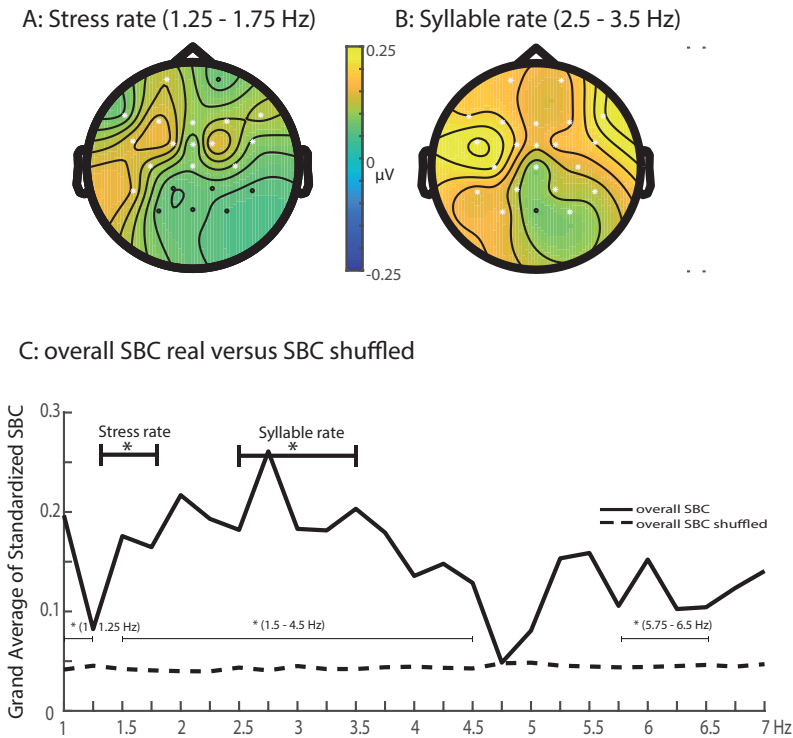 A: Stress rate (1.25 - 1.75 Hz)
B: Syllable rate (2.5 - 3.5 Hz)
0.25
0
µV
-0.25
C: overall SBC real versus SBC shuffled
Grand Average of Standardized SBC
0.3
0.2
0.1
0
Stress rate
*
Syllable rate
*
overall SBC
overall SBC shuffled
* (1 1.25 Hz)
* (1.5 - 4.5 Hz)
* (5.75 - 6.5 Hz)
1 1.5 2 2.5 3 3.5 4 4.5 5 5.5 6 6.5 7 Hz